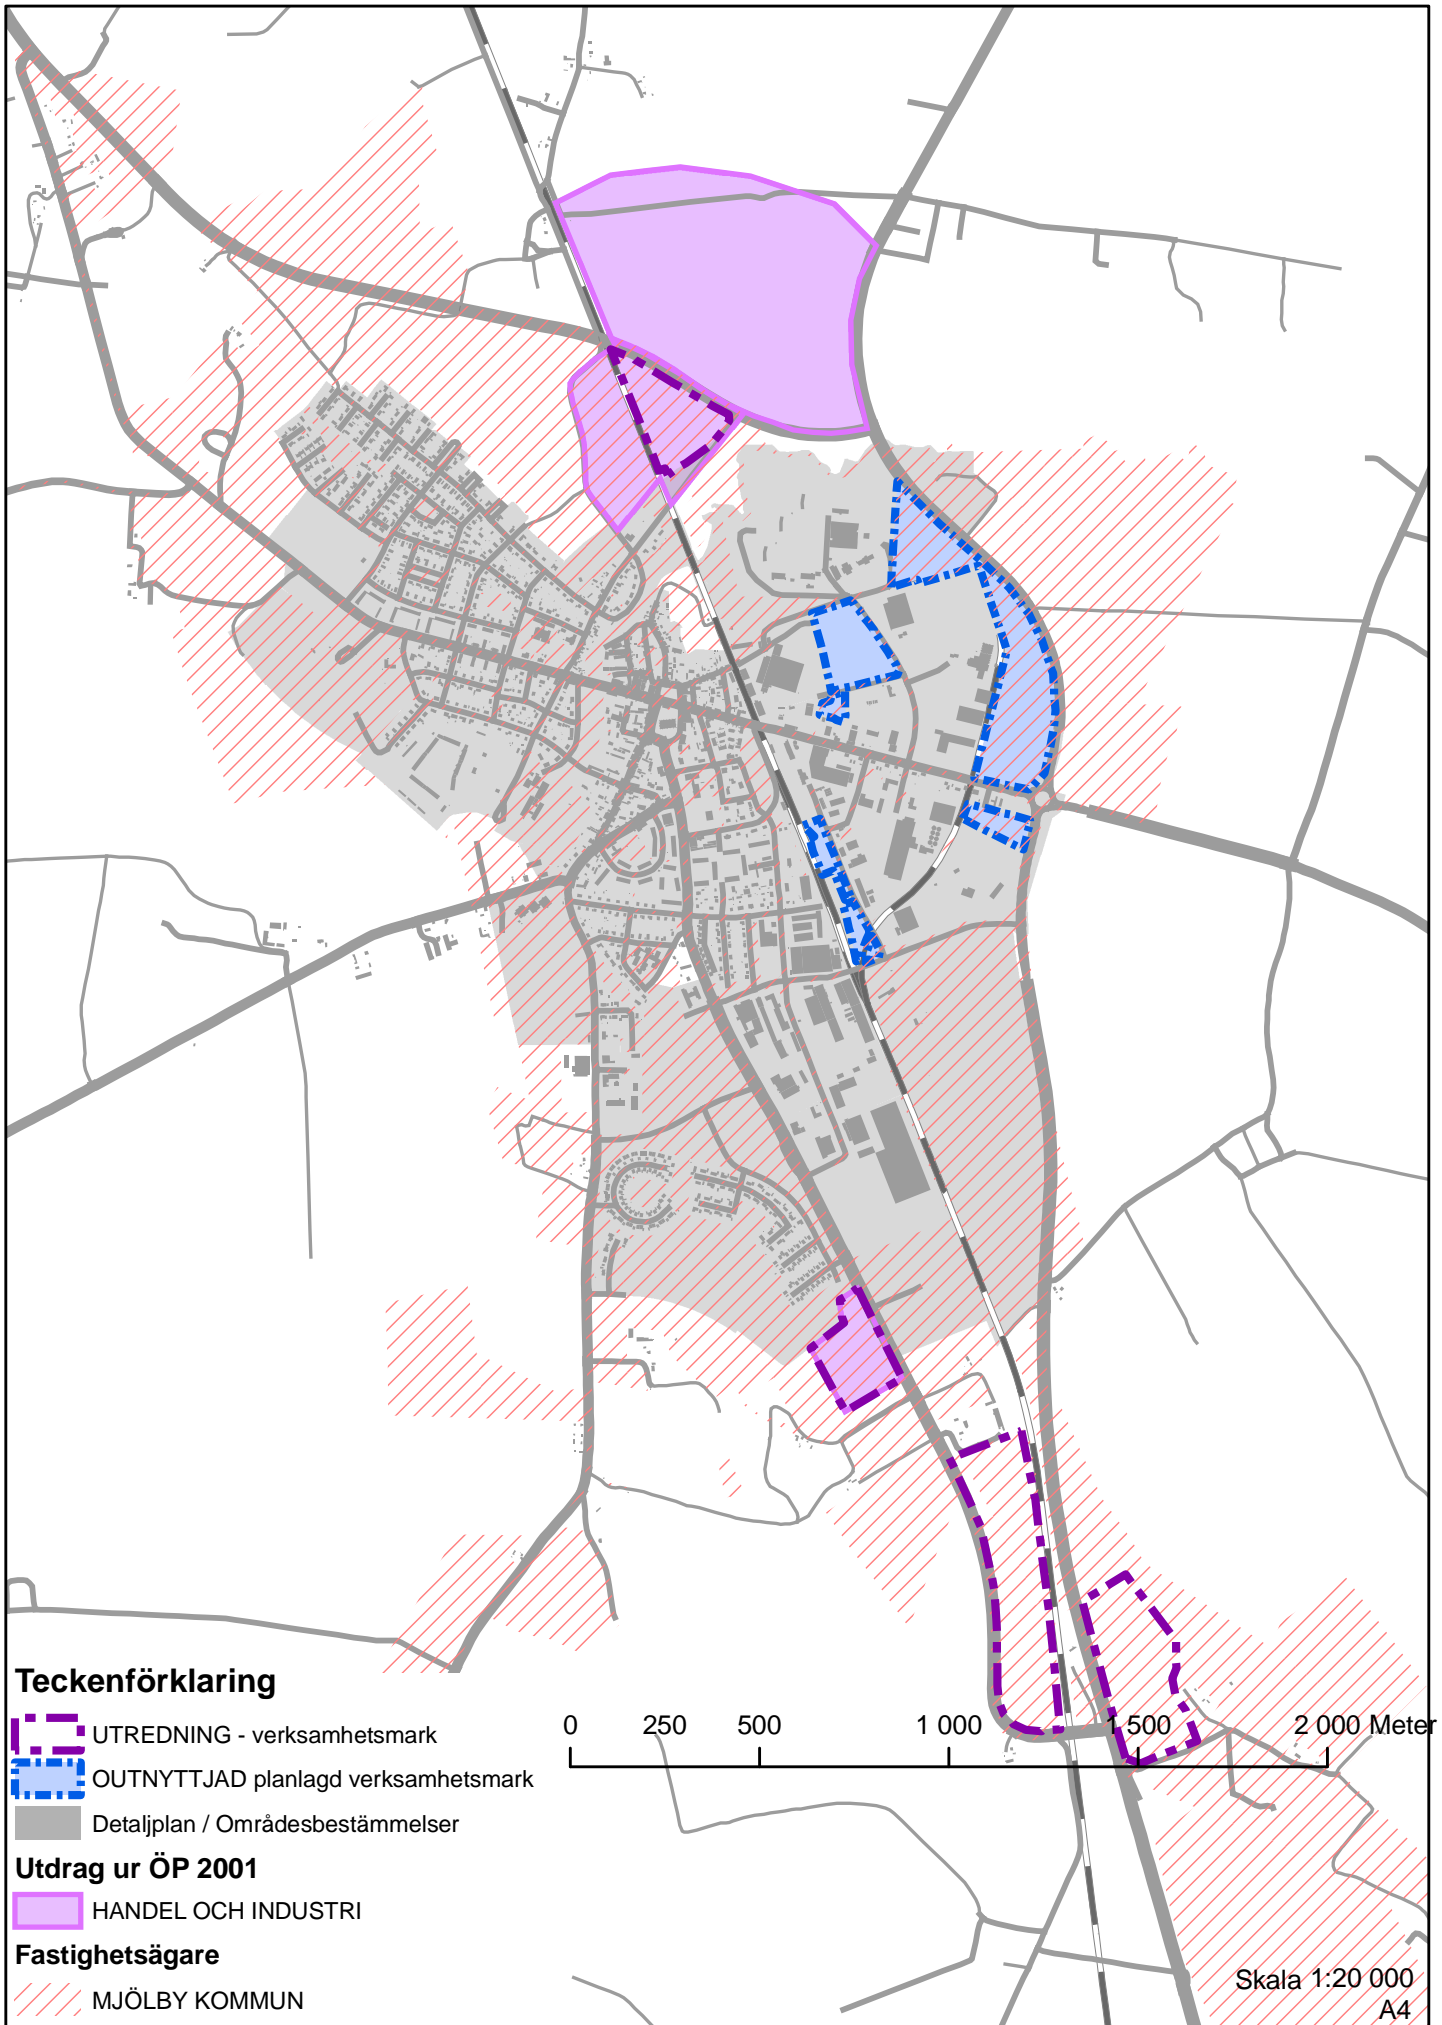 Teckenförklaring
UTREDNING - verksamhetsmark
OUTNYTTJAD planlagd verksamhetsmark
Detaljplan / Områdesbestämmelser
Utdrag ur ÖP 2001
HANDEL OCH INDUSTRI
Fastighetsägare
MJÖLBY KOMMUN
0 250 500 1 000 1 500 2 000 Meter
Skala 1:20 000
A4